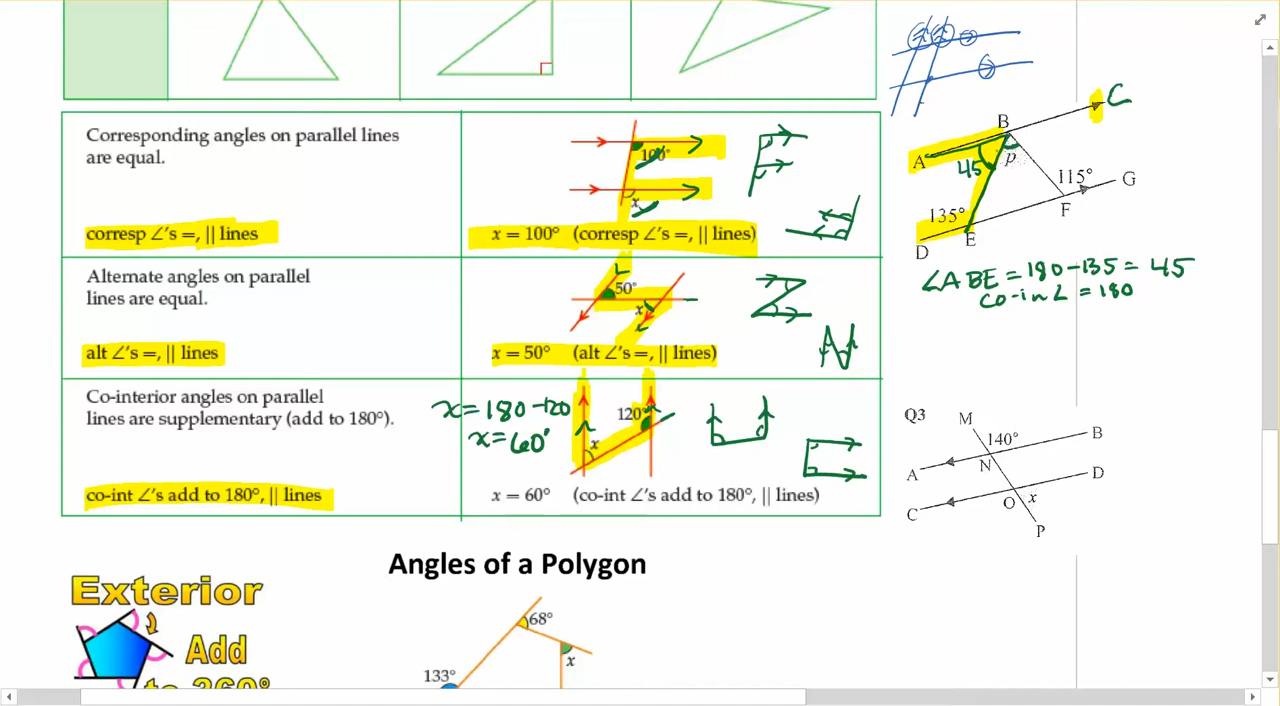 Corresponding angles on parallel lines
are equal.
corresp ∠'s =, || lines
100°
x
x = 100° (corresp ∠'s =, || lines)
Alternate angles on parallel
lines are equal.
alt ∠'s =, || lines
50°
x
x = 50° (alt ∠'s =, || lines)
Co-interior angles on parallel
lines are supplementary (add to 180°).
co-int ∠'s add to 180°, || lines
x = 180 - 120
x = 60°
120°
x
x = 60° (co-int ∠'s add to 180°, || lines)
C
B
A
45
p
115°
G
F
135°
E
D
∠ABE = 180 - 135 = 45
co-in ∠ = 180
Q3
M
140°
B
N
A
D
O
x
C
P
Angles of a Polygon
Exterior
Add
to 360°
68°
x
133°